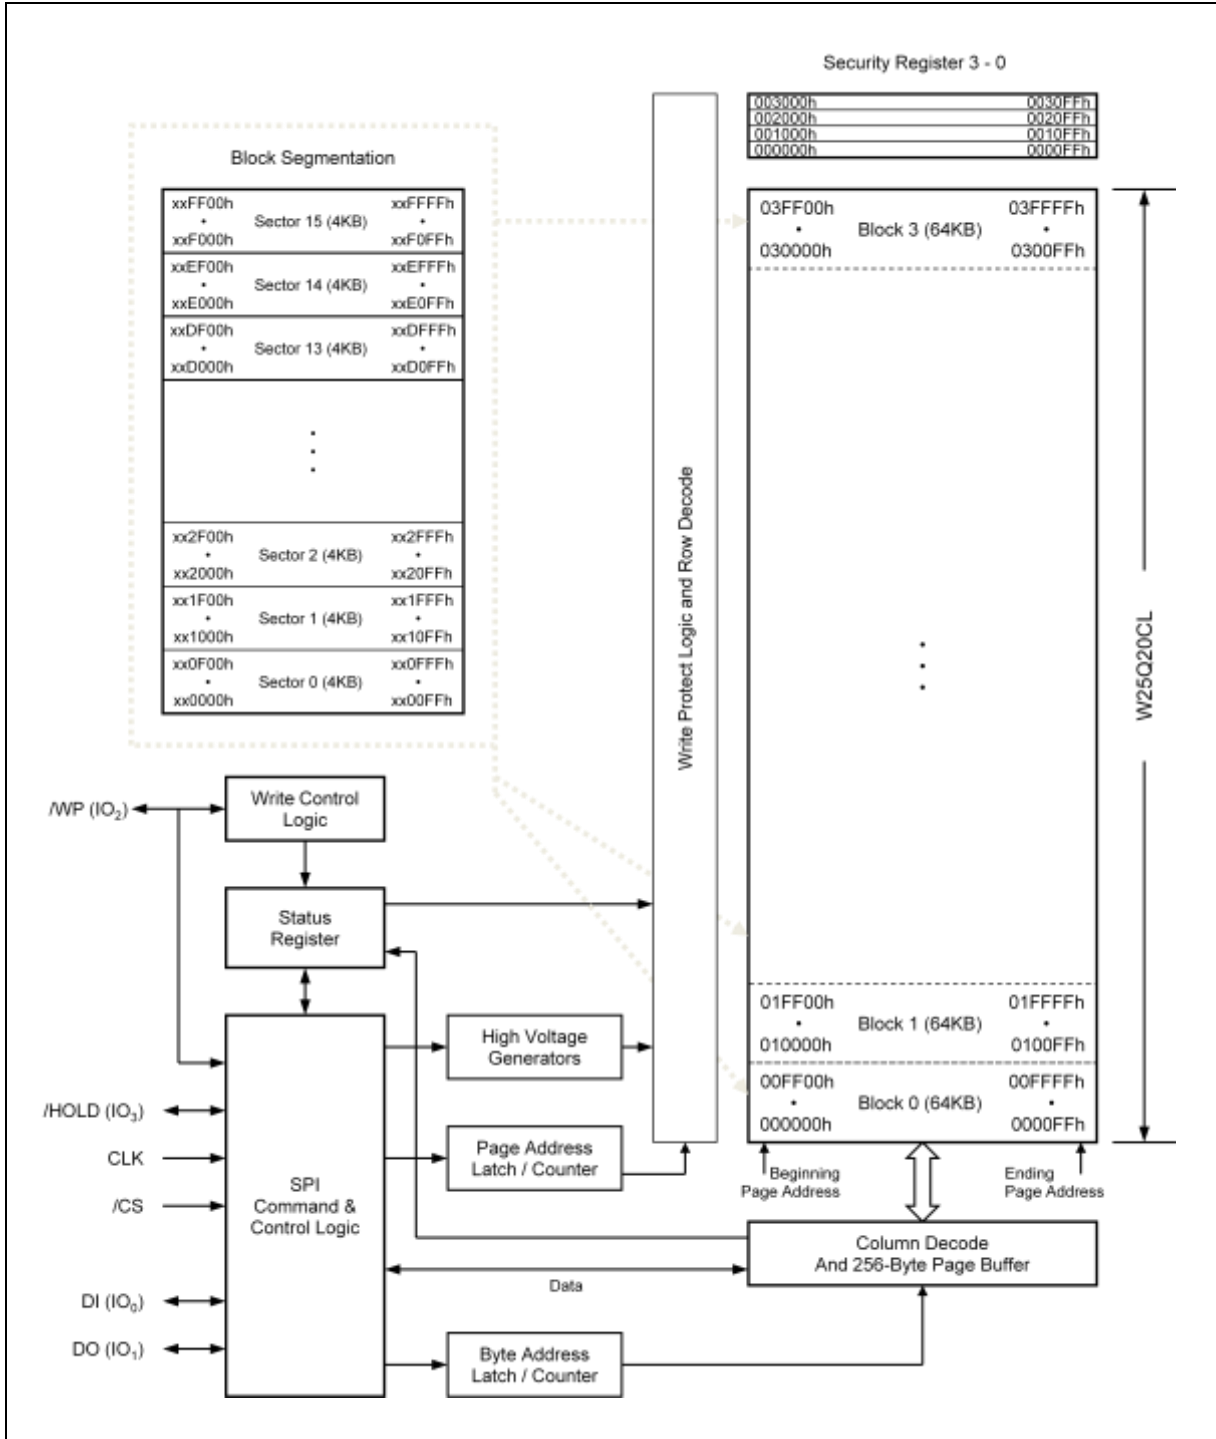 Security Register 3 - 0
003000h 0030FFh
002000h 0020FFh
001000h 0010FFh
000000h 0000FFh
Block Segmentation
xxFF00h xxFFFFh
Sector 15 (4KB)
xxF000h xxF0FFh
xxEF00h xxEFFFh
Sector 14 (4KB)
xxE000h xxE0FFh
xxDF00h xxDFFFh
Sector 13 (4KB)
xxD000h xxD0FFh
xx2F00h xx2FFFh
Sector 2 (4KB)
xx2000h xx20FFh
xx1F00h xx1FFFh
Sector 1 (4KB)
xx1000h xx10FFh
xx0F00h xx0FFFh
Sector 0 (4KB)
xx0000h xx00FFh
Write Protect Logic and Row Decode
03FF00h 03FFFFh
Block 3 (64KB)
030000h 0300FFh
01FF00h 01FFFFh
Block 1 (64KB)
010000h 0100FFh
00FF00h 00FFFFh
Block 0 (64KB)
000000h 0000FFh
W25Q20CL
Beginning
Page Address
Ending
Page Address
/WP (IO₂)
Write Control
Logic
Status
Register
High Voltage
Generators
/HOLD (IO₃)
CLK
/CS
DI (IO₀)
DO (IO₁)
SPI
Command &
Control Logic
Page Address
Latch / Counter
Column Decode
And 256-Byte Page Buffer
Data
Byte Address
Latch / Counter